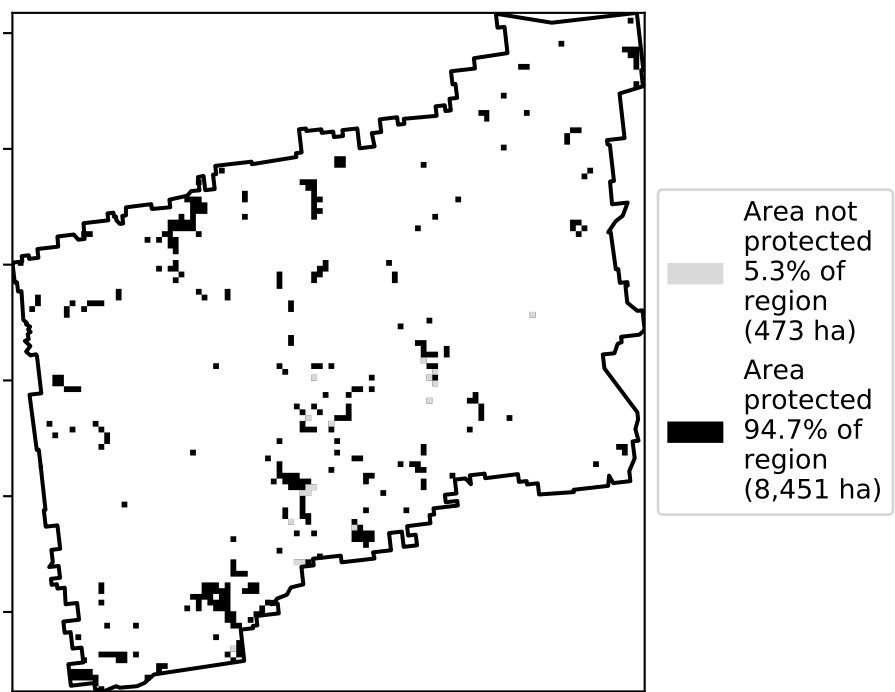 Area not
protected
5.3% of
region
(473 ha)
Area
protected
94.7% of
region
(8,451 ha)